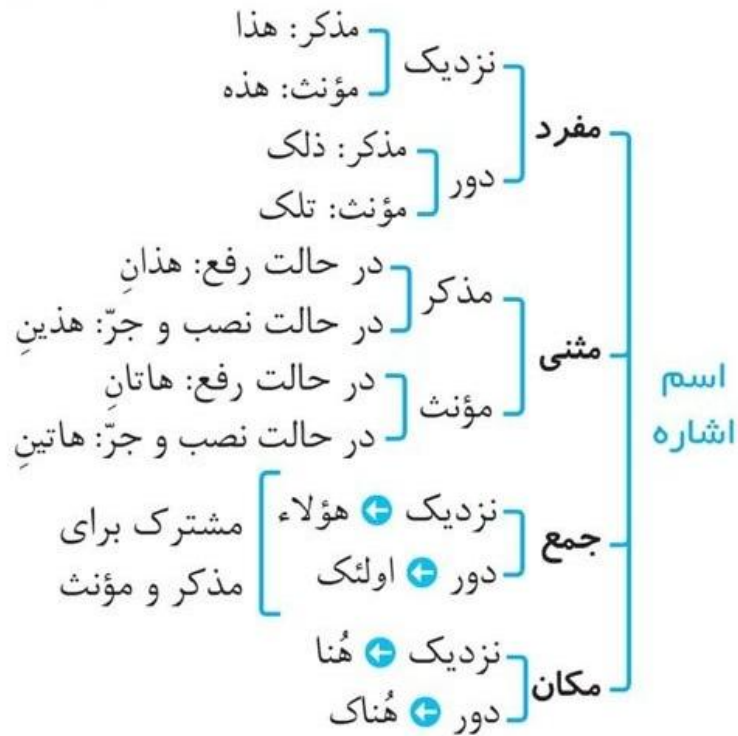 اسم
اشاره
مفرد
نزدیک
مذکر: هذا
مؤنث: هذه
دور
مذکر: ذلک
مؤنث: تلک
مثنی
مذکر
در حالت رفع: هذانِ
در حالت نصب و جرّ: هذینِ
مؤنث
در حالت رفع: هاتانِ
در حالت نصب و جرّ: هاتینِ
جمع
نزدیک ← هؤلاء
دور ← اولئک
مشترک برای
مذکر و مؤنث
مکان
نزدیک ← هُنا
دور ← هُناک